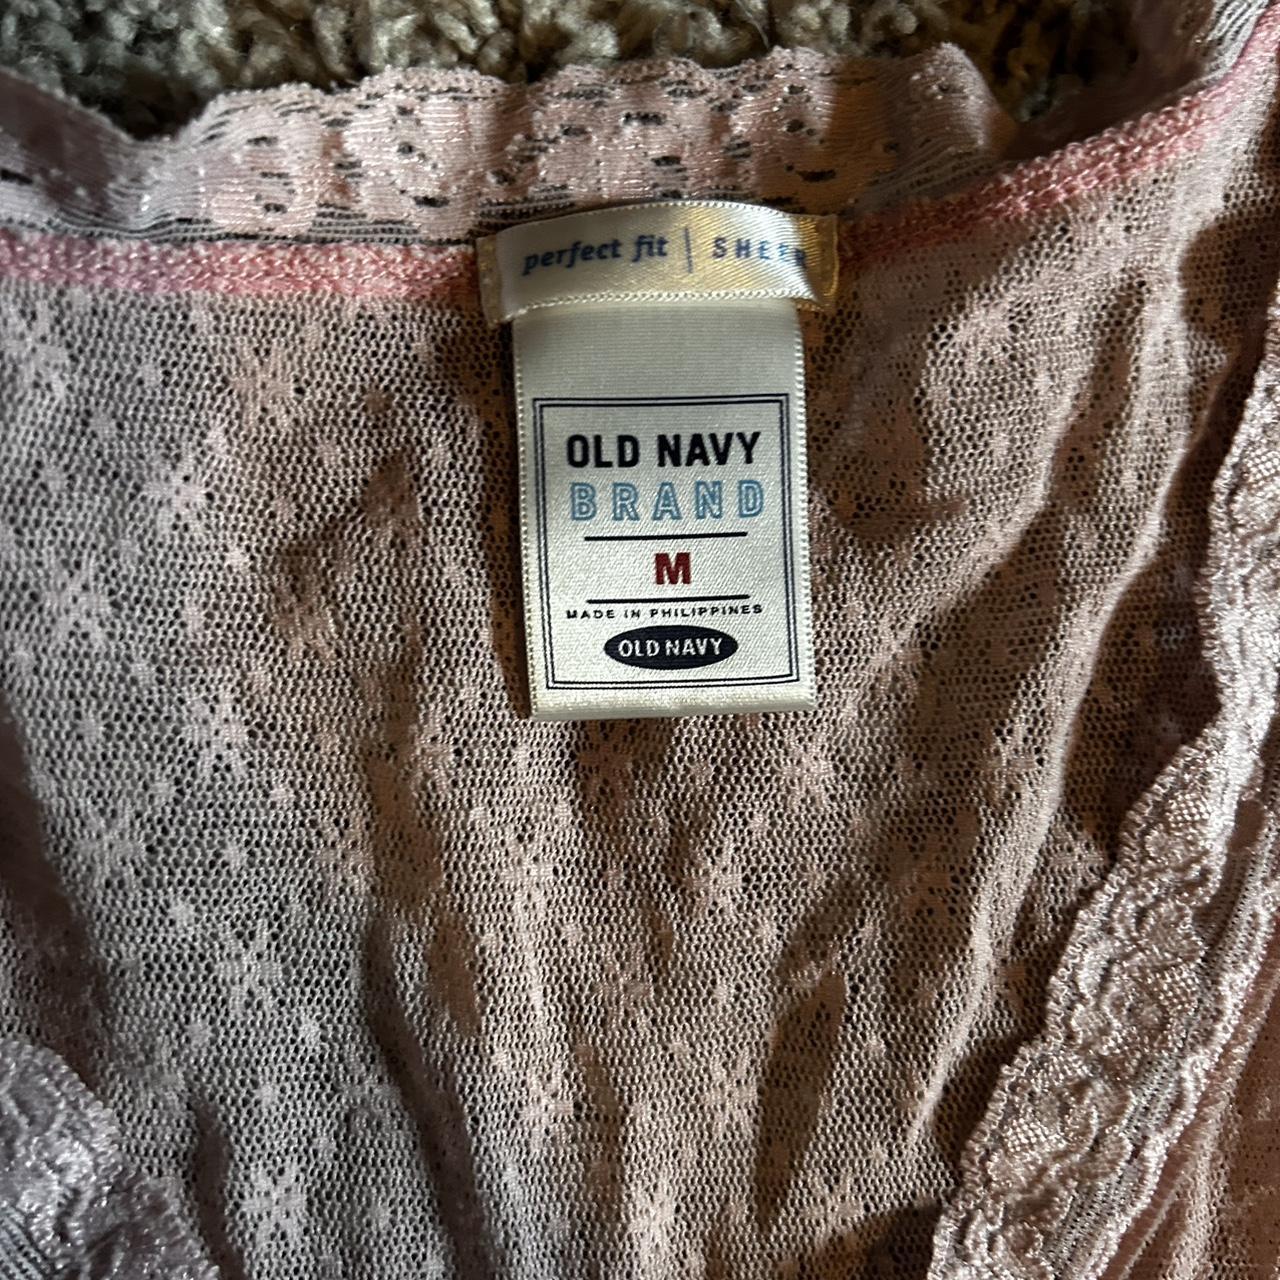 perfect fit | SHEER
OLD NAVY
BRAND
M
MADE IN PHILIPPINES
OLD NAVY